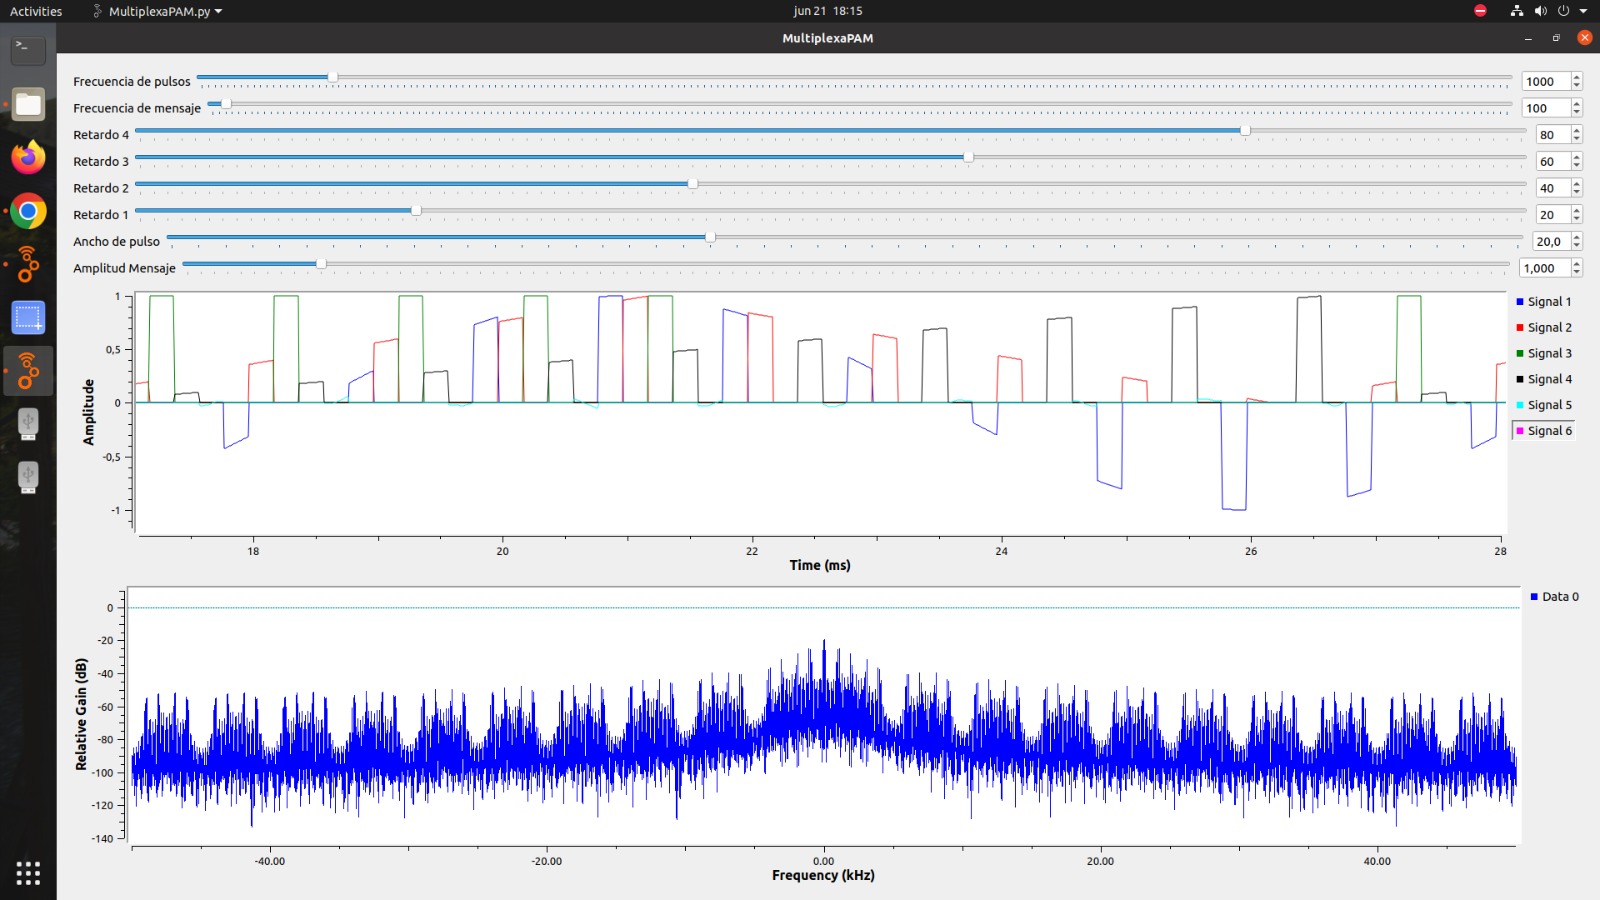 Activities MultiplexaPAM.py jun 21 18:15
MultiplexaPAM
Frecuencia de pulsos 1000
Frecuencia de mensaje 100
Retardo 4 80
Retardo 3 60
Retardo 2 40
Retardo 1 20
Ancho de pulso 20,0
Amplitud Mensaje 1,000
Amplitude
1
0,5
0
-0,5
-1
18 20 22 24 26 28
Time (ms)
Signal 1
Signal 2
Signal 3
Signal 4
Signal 5
Signal 6
Relative Gain (dB)
0
-20
-40
-60
-80
-100
-120
-140
-40.00 -20.00 0.00 20.00 40.00
Frequency (kHz)
Data 0